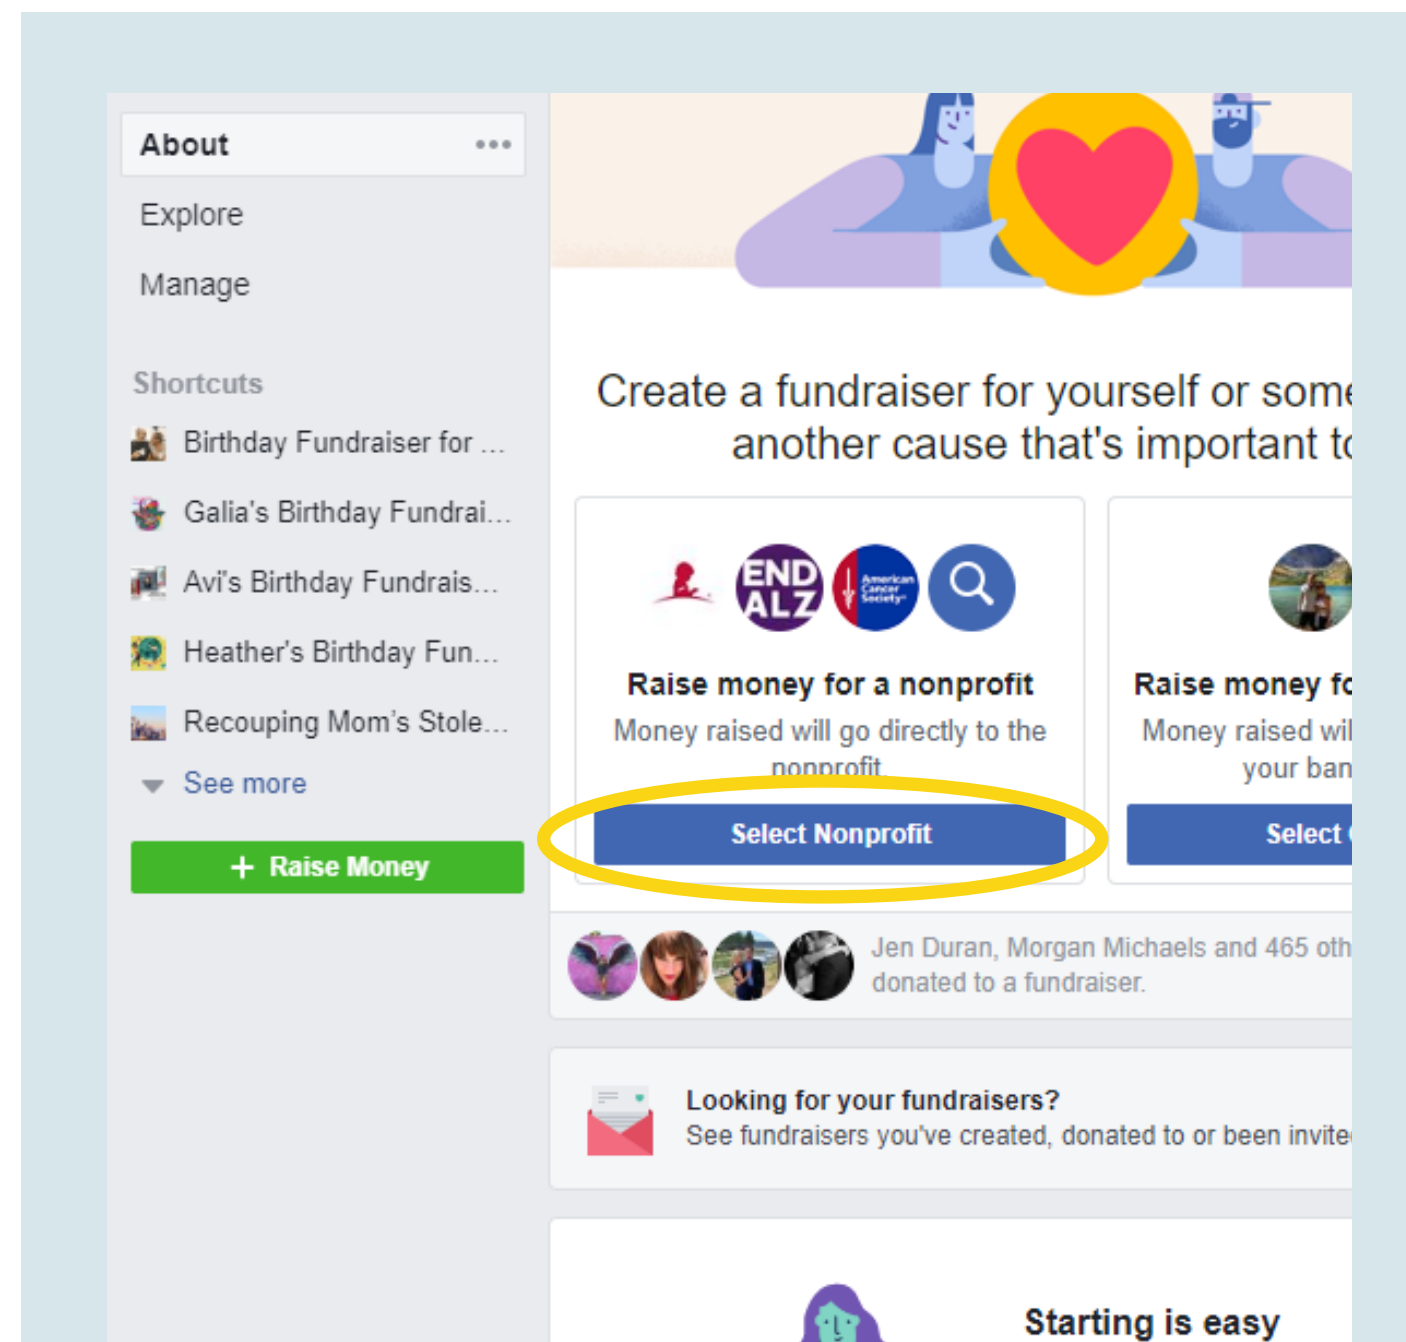 About
Explore
Manage
Shortcuts
Birthday Fundraiser for ...
Galia's Birthday Fundrai...
Avi's Birthday Fundrais...
Heather's Birthday Fun...
Recouping Mom's Stole...
See more
+ Raise Money
Create a fundraiser for yourself or some
another cause that's important to
END
ALZ
American
Cancer
Society
Raise money for a nonprofit
Money raised will go directly to the
nonprofit.
Select Nonprofit
Raise money fo
Money raised wil
your ban
Select
Jen Duran, Morgan Michaels and 465 oth
donated to a fundraiser.
Looking for your fundraisers?
See fundraisers you've created, donated to or been invite
Starting is easy